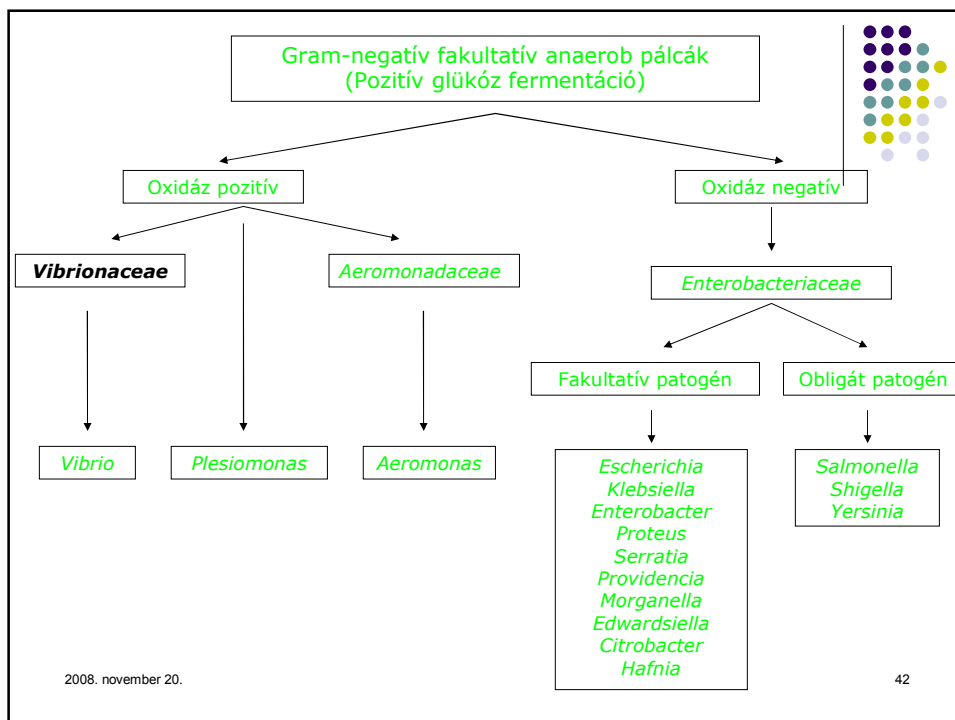 Gram-negatív fakultatív anaerob pálcák
(Pozitív glükóz fermentáció)
Oxidáz pozitív
Oxidáz negatív
Vibrionaceae
Aeromonadaceae
Enterobacteriaceae
Fakultatív patogén
Obligát patogén
Vibrio
Plesiomonas
Aeromonas
Escherichia
Klebsiella
Enterobacter
Proteus
Serratia
Providencia
Morganella
Edwardsiella
Citrobacter
Hafnia
Salmonella
Shigella
Yersinia
2008. november 20.
42